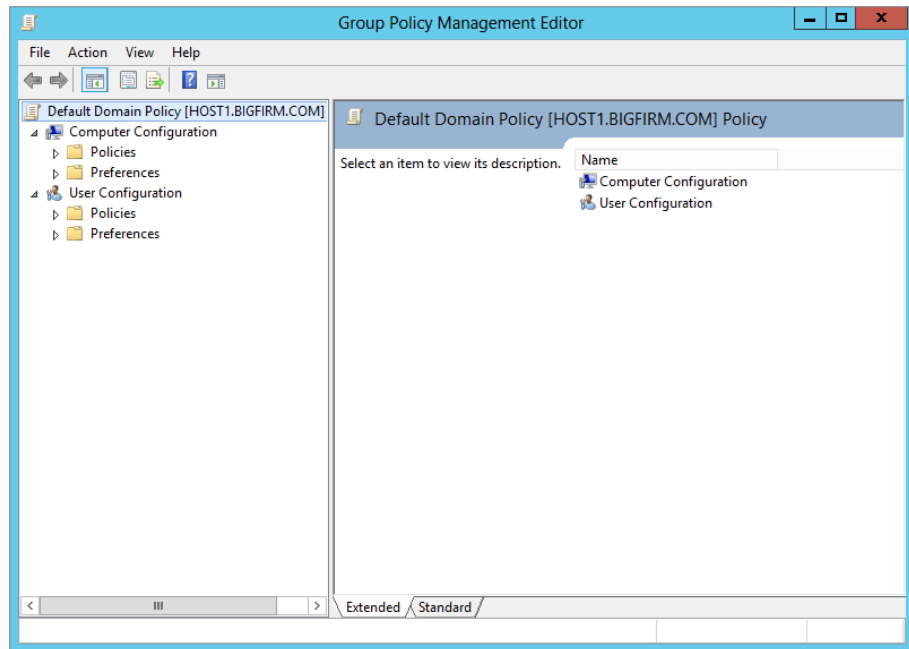 Group Policy Management Editor
File Action View Help
Default Domain Policy [HOST1.BIGFIRM.COM]
Computer Configuration
Policies
Preferences
User Configuration
Policies
Preferences
Default Domain Policy [HOST1.BIGFIRM.COM] Policy
Select an item to view its description.
Name
Computer Configuration
User Configuration
Extended Standard